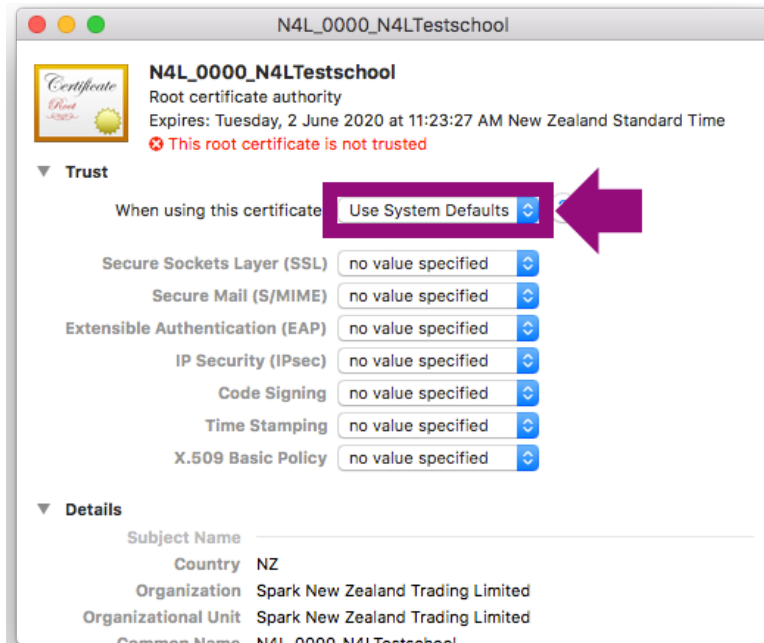 N4L_0000_N4LTestschool
Certificate
Root
N4L_0000_N4LTestschool
Root certificate authority
Expires: Tuesday, 2 June 2020 at 11:23:27 AM New Zealand Standard Time
This root certificate is not trusted
Trust
When using this certificate Use System Defaults
Secure Sockets Layer (SSL) no value specified
Secure Mail (S/MIME) no value specified
Extensible Authentication (EAP) no value specified
IP Security (IPsec) no value specified
Code Signing no value specified
Time Stamping no value specified
X.509 Basic Policy no value specified
Details
Subject Name
Country NZ
Organization Spark New Zealand Trading Limited
Organizational Unit Spark New Zealand Trading Limited
Common Name N4L_0000_N4LTestschool